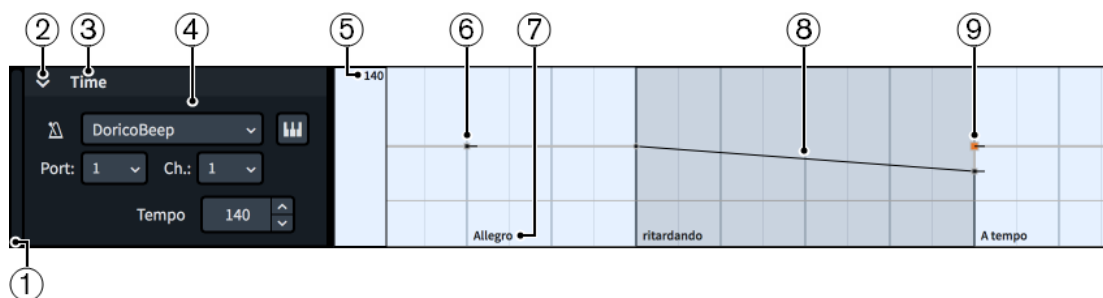 ② ③ ④ ⑤ ⑥ ⑦ ⑧ ⑨
Time
140
DoricoBeep
Port: 1 Ch.: 1
Tempo 140
Allegro ritardando A tempo
①